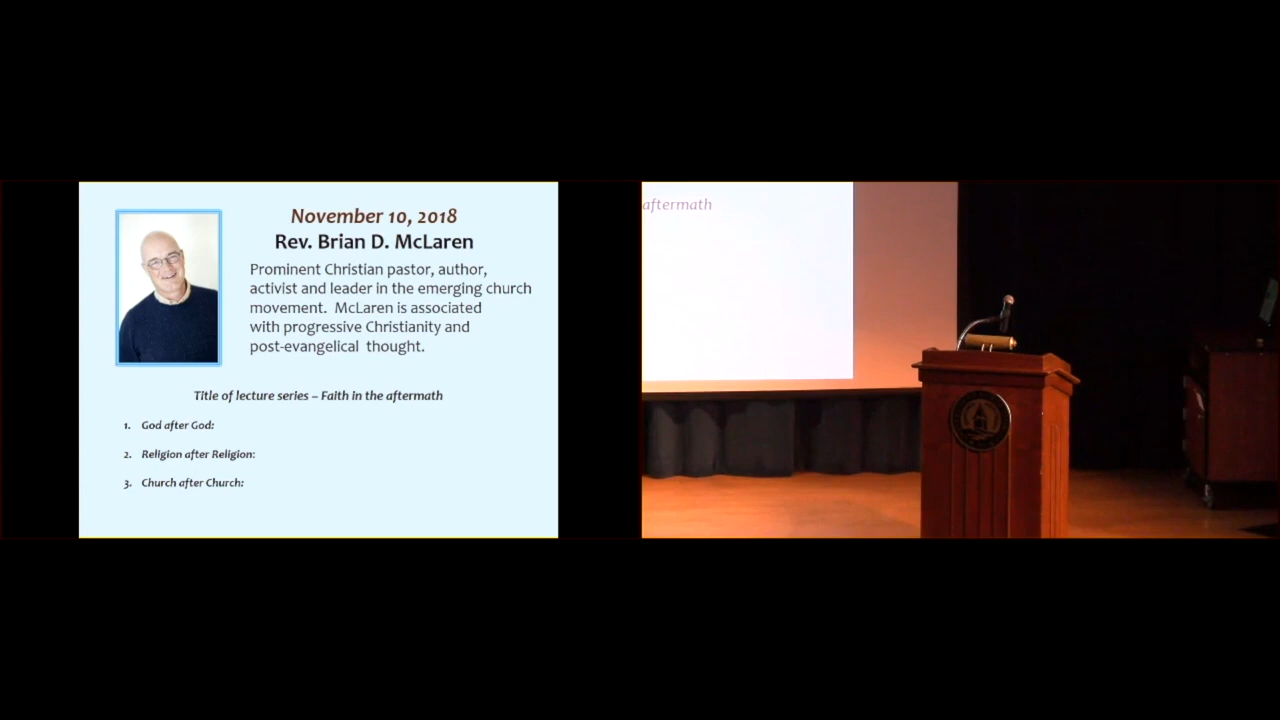 November 10, 2018
Rev. Brian D. McLaren
Prominent Christian pastor, author,
activist and leader in the emerging church
movement. McLaren is associated
with progressive Christianity and
post-evangelical thought.
Title of lecture series – Faith in the aftermath
1. God after God:
2. Religion after Religion:
3. Church after Church:
aftermath